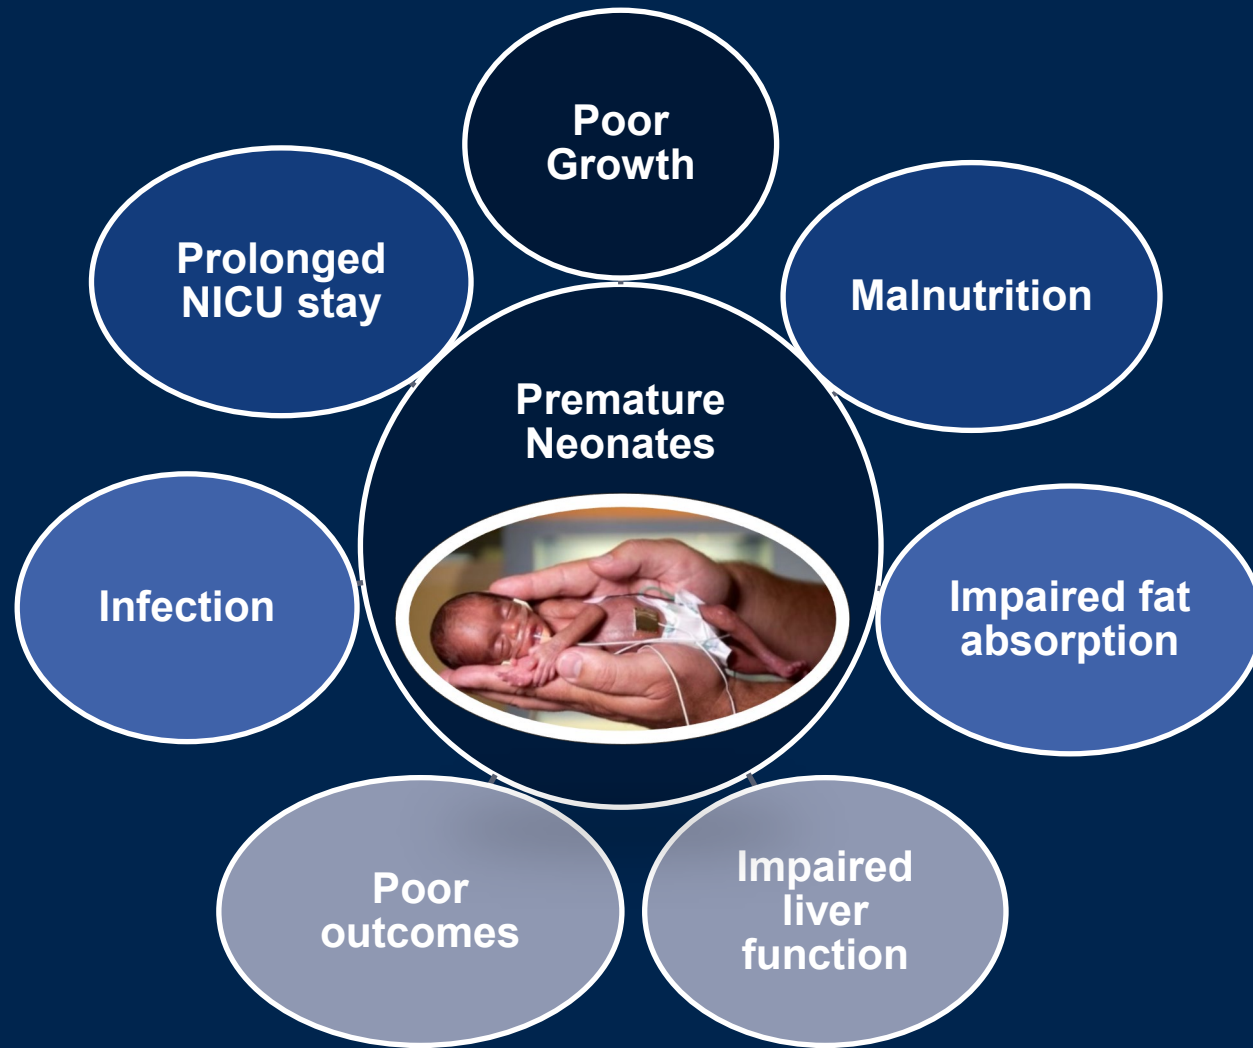 Poor
Growth
Prolonged
NICU stay
Malnutrition
Premature
Neonates
Infection
Impaired fat
absorption
Poor
outcomes
Impaired
liver
function